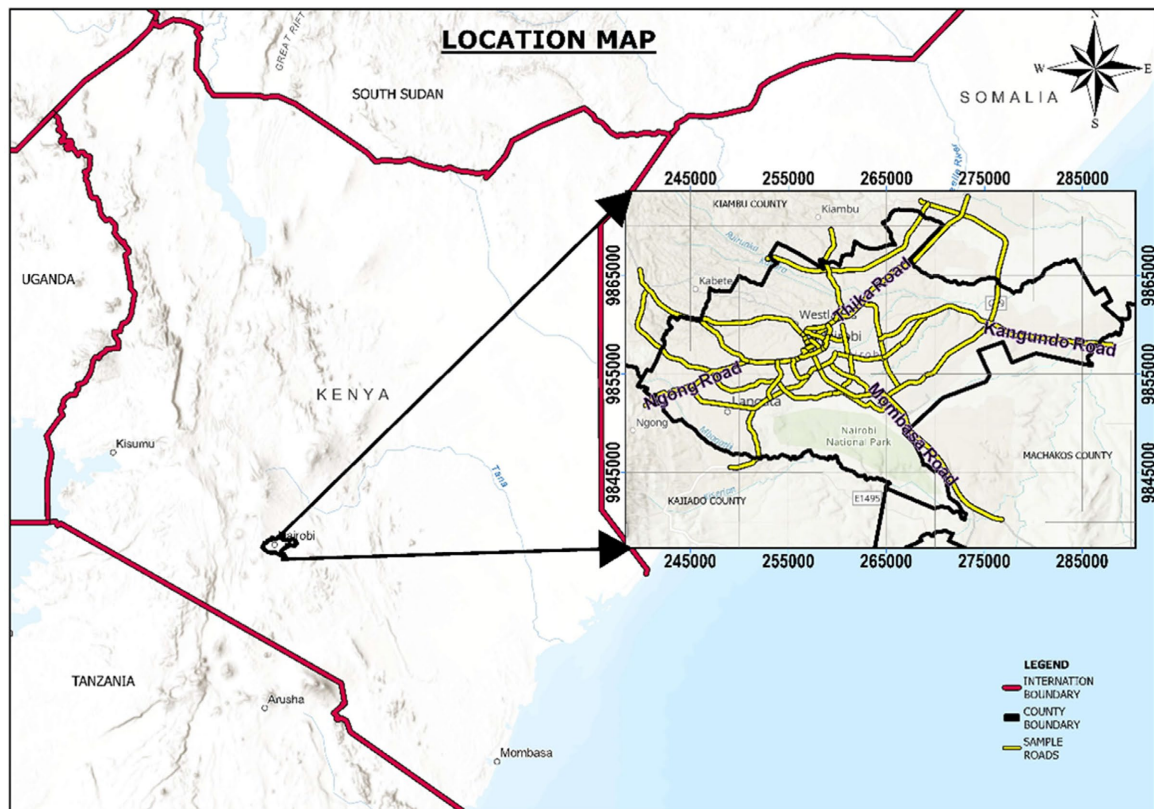 LOCATION MAP
GREAT RIFT
SOUTH SUDAN
SOMALIA
N
W
E
S
UGANDA
KENYA
Kisumu
Tana
Nairobi
TANZANIA
Arusha
Mombasa
245000 255000 265000 275000 285000
KIAMBU COUNTY
Kiambu
9865000
9865000
Kabete
Thika Road
Kangundo Road
9855000
9855000
Ngong Road
Langata
Ngong
Mombasa Road
Nairobi
National Park
MACHAKOS COUNTY
9845000
9845000
KAJIADO COUNTY
E1495
245000 255000 265000 275000 285000
LEGEND
INTERNATION
BOUNDARY
COUNTY
BOUNDARY
SAMPLE
ROADS